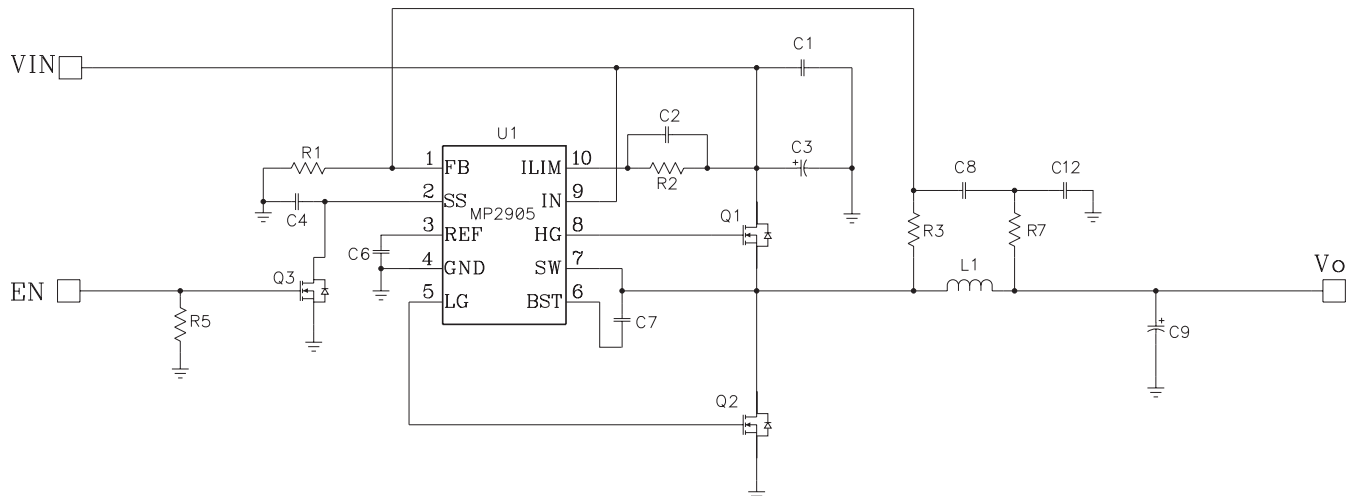 VIN
C1
C2
U1
C3
R1
1 FB ILIM 10
R2
C8 C12
2 SS IN 9
C4
MP2905
Q1
3 REF HG 8
R3 R7
C6
4 GND SW 7
Q3
L1
Vo
EN
5 LG BST 6
R5
C7
C9
Q2
+
+